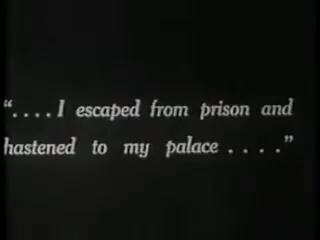 “. . . . I escaped from prison and
hastened to my palace . . . .”